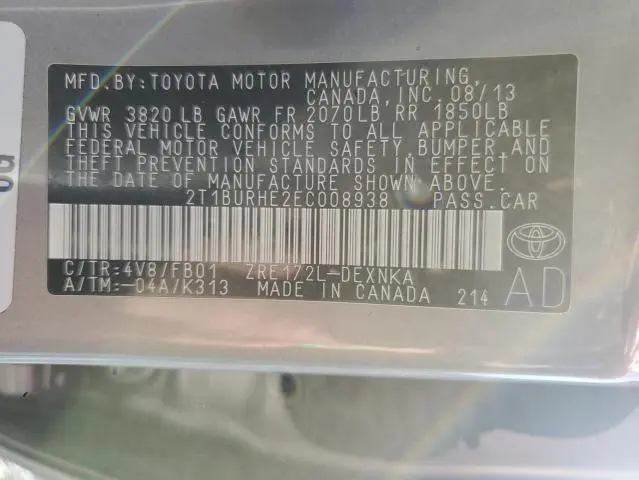 MFD.BY:TOYOTA MOTOR MANUFACTURING,
CANADA,INC. 08/13
GVWR 3820 LB GAWR FR 2070LB RR 1850LB
THIS VEHICLE CONFORMS TO ALL APPLICABLE
FEDERAL MOTOR VEHICLE SAFETY, BUMPER AND
THEFT PREVENTION STANDARDS IN EFFECT ON
THE DATE OF MANUFACTURE SHOWN ABOVE.
2T1BURHE2EC008938 PASS.CAR
C/TR:4V8/FB01 ZRE172L-DEXNKA
A/TM:-04A/K313 MADE IN CANADA 214
AD